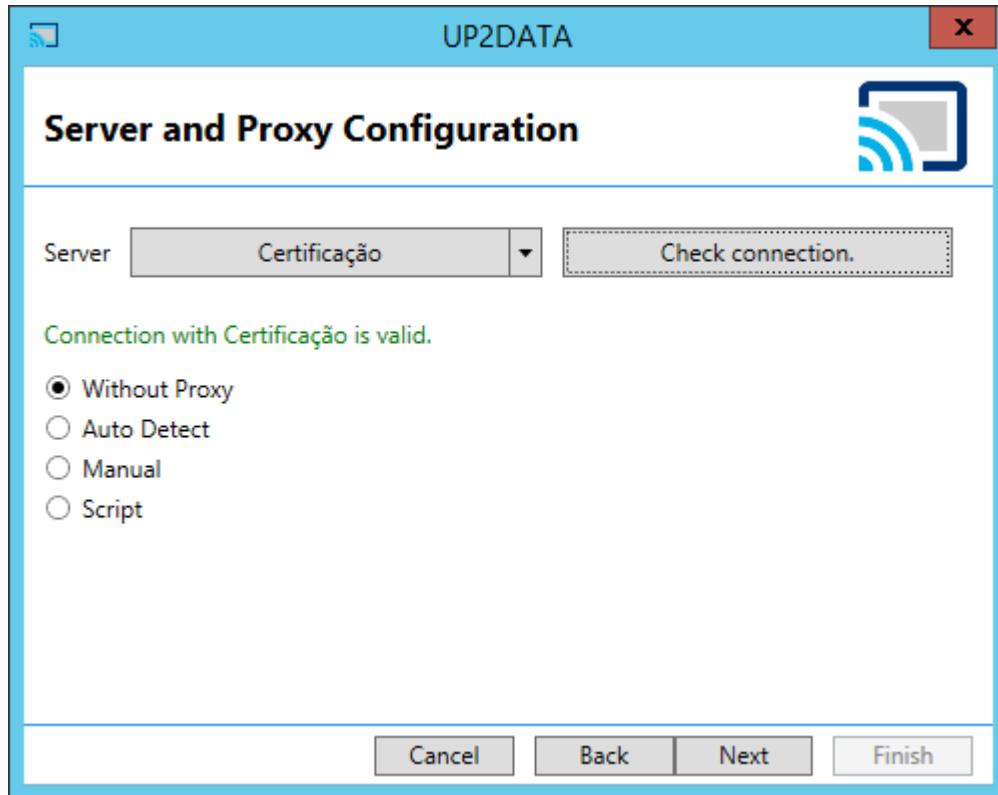 UP2DATA
x
Server and Proxy Configuration
Server
Certificação
Check connection.
Connection with Certificação is valid.
Without Proxy
Auto Detect
Manual
Script
Cancel
Back
Next
Finish